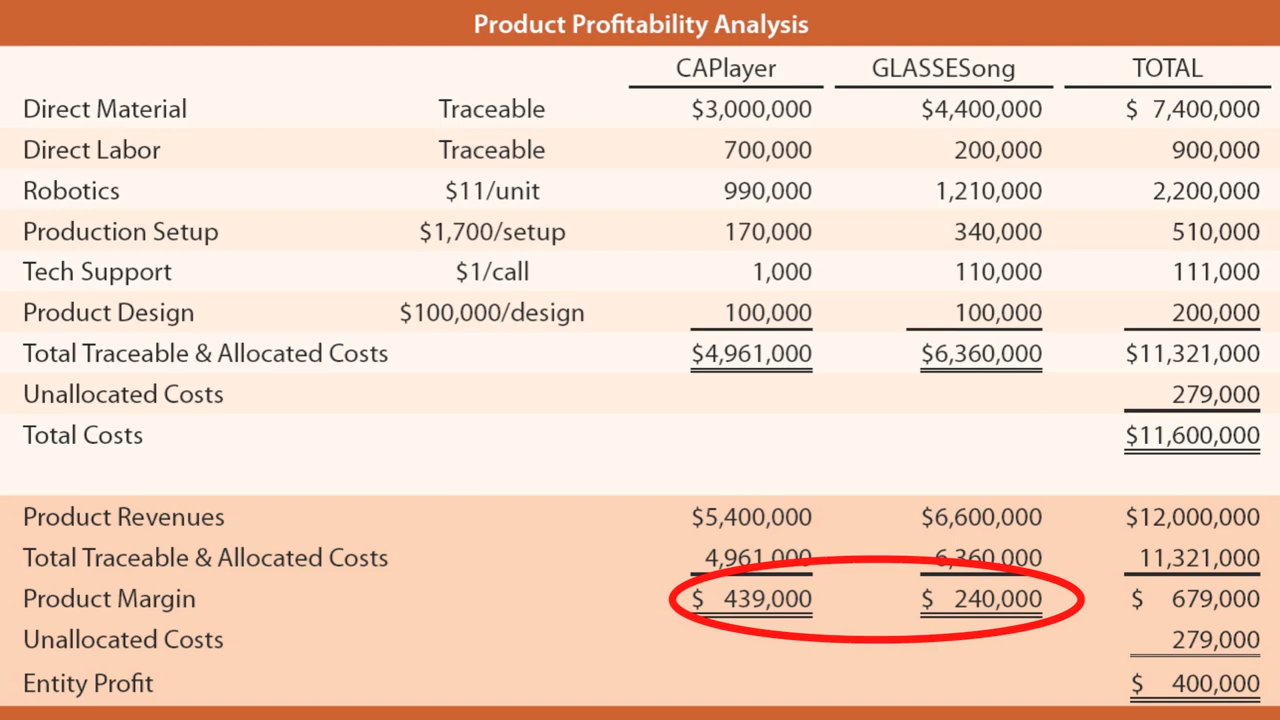 Product Profitability Analysis
CAPlayer GLASSESong TOTAL
Direct Material Traceable $3,000,000 $4,400,000 $ 7,400,000
Direct Labor Traceable 700,000 200,000 900,000
Robotics $11/unit 990,000 1,210,000 2,200,000
Production Setup $1,700/setup 170,000 340,000 510,000
Tech Support $1/call 1,000 110,000 111,000
Product Design $100,000/design 100,000 100,000 200,000
Total Traceable & Allocated Costs $4,961,000 $6,360,000 $11,321,000
Unallocated Costs 279,000
Total Costs $11,600,000
Product Revenues $5,400,000 $6,600,000 $12,000,000
Total Traceable & Allocated Costs 4,961,000 6,360,000 11,321,000
Product Margin $ 439,000 $ 240,000 $ 679,000
Unallocated Costs 279,000
Entity Profit $ 400,000